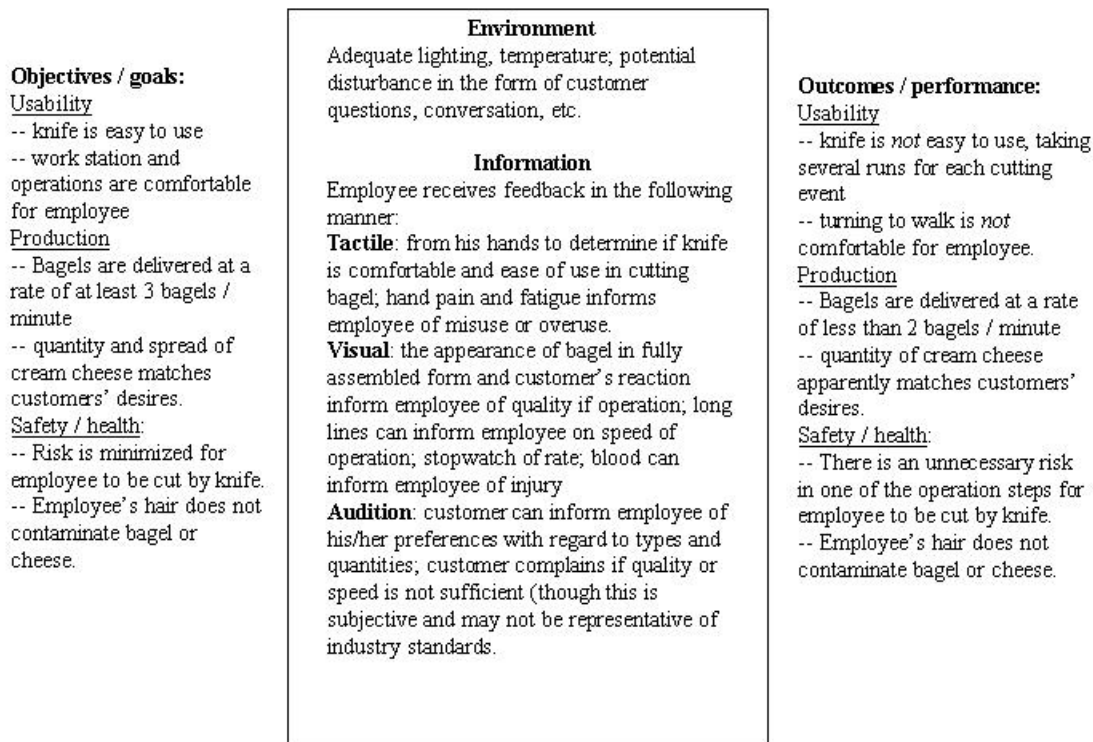 Objectives / goals:
Usability
-- knife is easy to use
-- work station and
operations are comfortable
for employee
Production
-- Bagels are delivered at a
rate of at least 3 bagels /
minute
-- quantity and spread of
cream cheese matches
customers' desires.
Safety / health:
-- Risk is minimized for
employee to be cut by knife.
-- Employee's hair does not
contaminate bagel or
cheese.
Environment
Adequate lighting, temperature; potential
disturbance in the form of customer
questions, conversation, etc.
Information
Employee receives feedback in the following
manner:
Tactile: from his hands to determine if knife
is comfortable and ease of use in cutting
bagel; hand pain and fatigue informs
employee of misuse or overuse.
Visual: the appearance of bagel in fully
assembled form and customer's reaction
inform employee of quality if operation; long
lines can inform employee on speed of
operation; stopwatch of rate; blood can
inform employee of injury
Audition: customer can inform employee of
his/her preferences with regard to types and
quantities; customer complains if quality or
speed is not sufficient (though this is
subjective and may not be representative of
industry standards.
Outcomes / performance:
Usability
-- knife is not easy to use, taking
several runs for each cutting
event
-- turning to walk is not
comfortable for employee.
Production
-- Bagels are delivered at a rate
of less than 2 bagels / minute
-- quantity of cream cheese
apparently matches customers'
desires.
Safety / health:
-- There is an unnecessary risk
in one of the operation steps for
employee to be cut by knife.
-- Employee's hair does not
contaminate bagel or cheese.